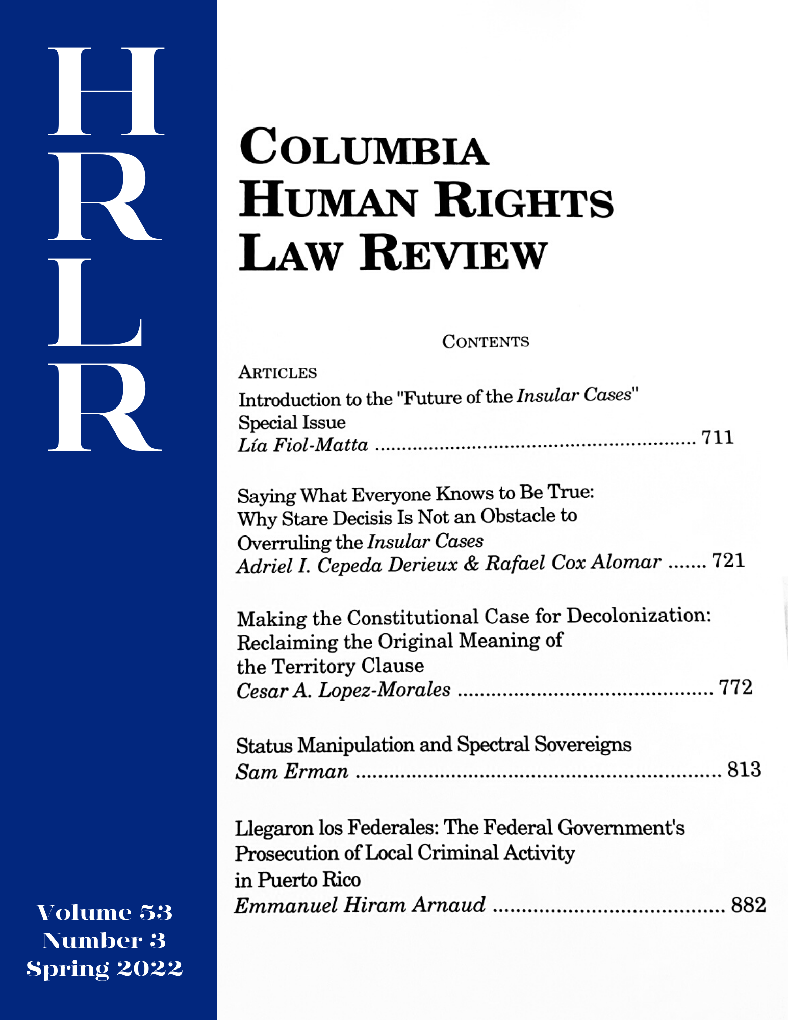 H
R
L
R
Volume 53
Number 3
Spring 2022
COLUMBIA
HUMAN RIGHTS
LAW REVIEW
CONTENTS
ARTICLES
Introduction to the "Future of the Insular Cases"
Special Issue
Lía Fiol-Matta .......................................................... 711
Saying What Everyone Knows to Be True:
Why Stare Decisis Is Not an Obstacle to
Overruling the Insular Cases
Adriel I. Cepeda Derieux & Rafael Cox Alomar ....... 721
Making the Constitutional Case for Decolonization:
Reclaiming the Original Meaning of
the Territory Clause
Cesar A. Lopez-Morales .............................................. 772
Status Manipulation and Spectral Sovereigns
Sam Erman ................................................................. 813
Llegaron los Federales: The Federal Government's
Prosecution of Local Criminal Activity
in Puerto Rico
Emmanuel Hiram Arnaud ......................................... 882